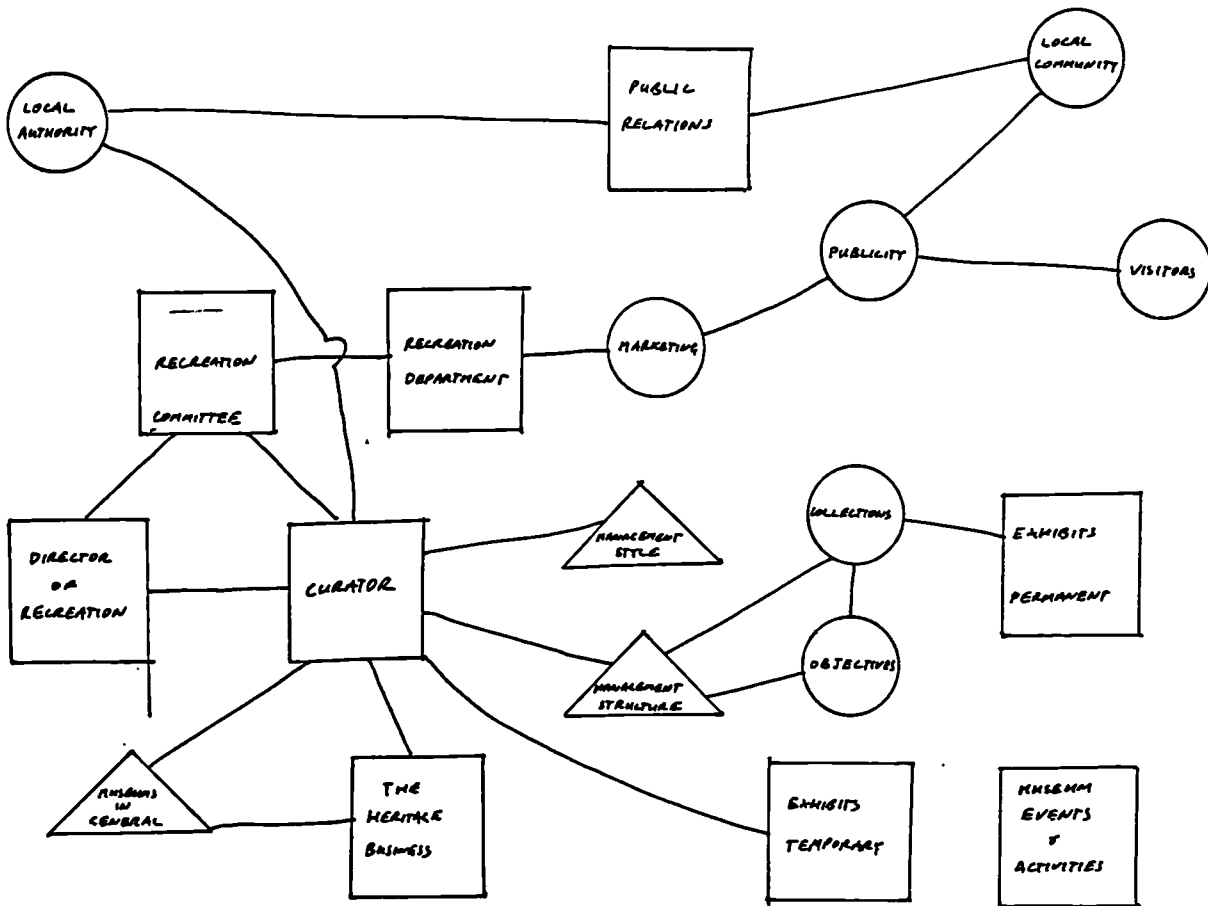 LOCAL
AUTHORITY
PUBLIC
RELATIONS
LOCAL
COMMUNITY
PUBLICITY
VISITORS
RECREATION
COMMITTEE
RECREATION
DEPARTMENT
MARKETING
DIRECTOR
OF
RECREATION
CURATOR
MANAGEMENT
STYLE
COLLECTIONS
EXHIBITS
PERMANENT
MANAGEMENT
STRUCTURE
OBJECTIVES
MUSEUMS
IN
GENERAL
THE
HERITAGE
BUSINESS
EXHIBITS
TEMPORARY
MUSEUM
EVENTS
&
ACTIVITIES